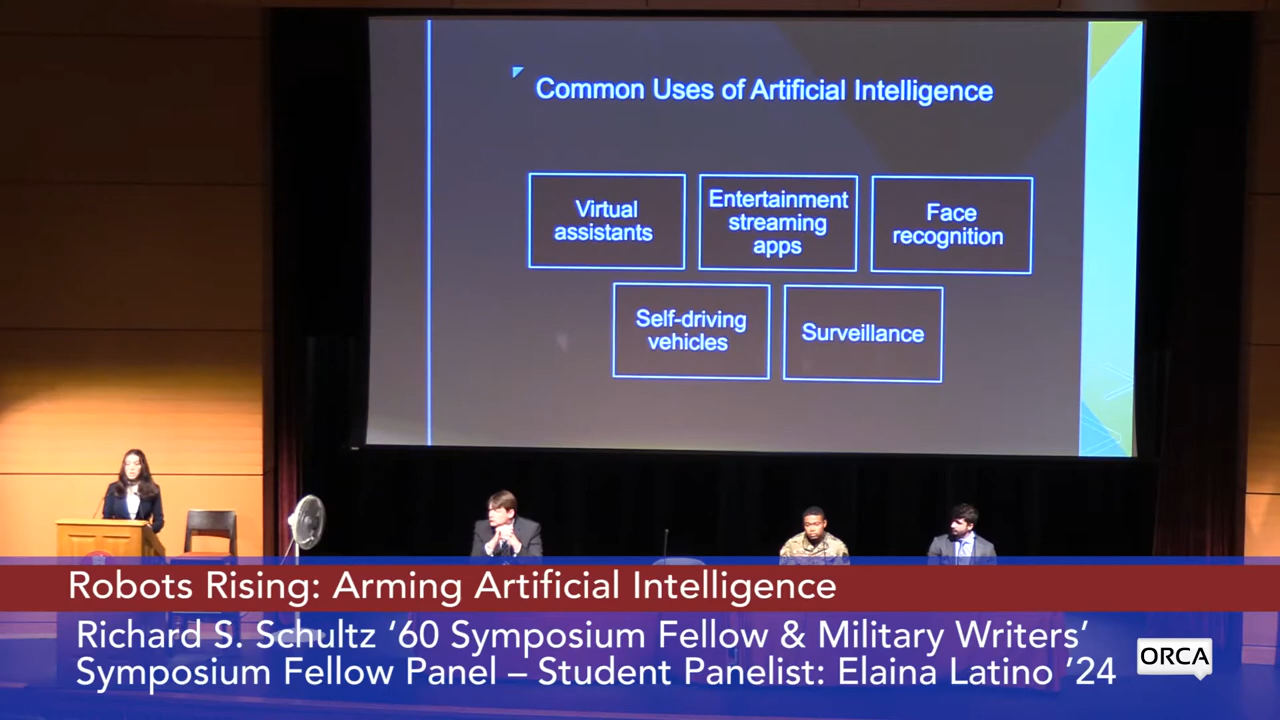 Common Uses of Artificial Intelligence
Virtual
assistants
Entertainment
streaming
apps
Face
recognition
Self-driving
vehicles
Surveillance
Robots Rising: Arming Artificial Intelligence
Richard S. Schultz ‘60 Symposium Fellow & Military Writers’
Symposium Fellow Panel – Student Panelist: Elaina Latino ’24
ORCA